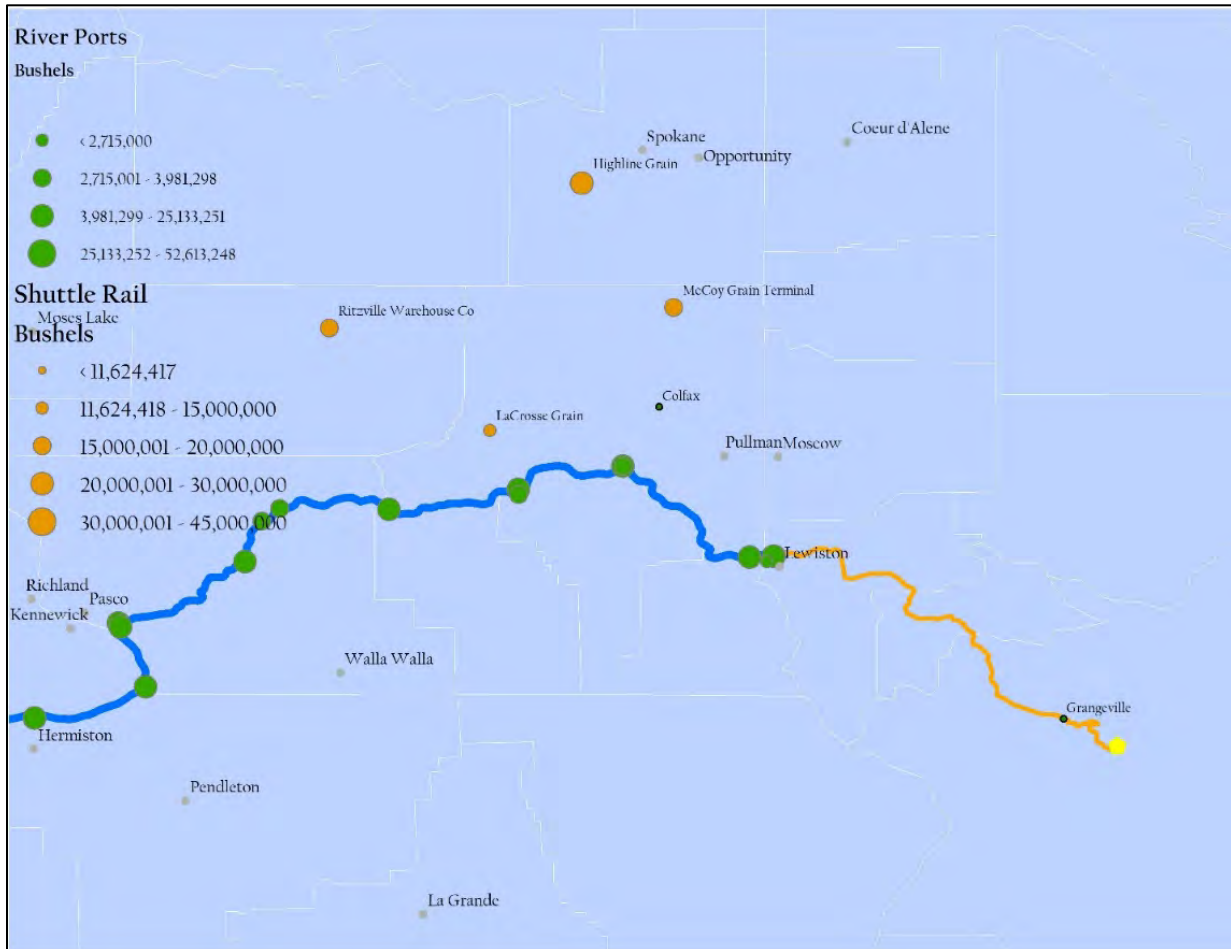 River Ports
Bushels
< 2,715,000
2,715,001 - 3,981,298
3,981,299 - 25,133,251
25,133,252 - 52,613,248
Shuttle Rail
Moses Lake
Bushels
< 11,624,417
11,624,418 - 15,000,000
15,000,001 - 20,000,000
20,000,001 - 30,000,000
30,000,001 - 45,000,000
Spokane
Coeur d'Alene
Opportunity
Highline Grain
McCoy Grain Terminal
Ritzville Warehouse Co
Colfax
LaCrosse Grain
Pullman
Moscow
Lewiston
Richland
Pasco
Kennewick
Walla Walla
Grangeville
Hermiston
Pendleton
La Grande